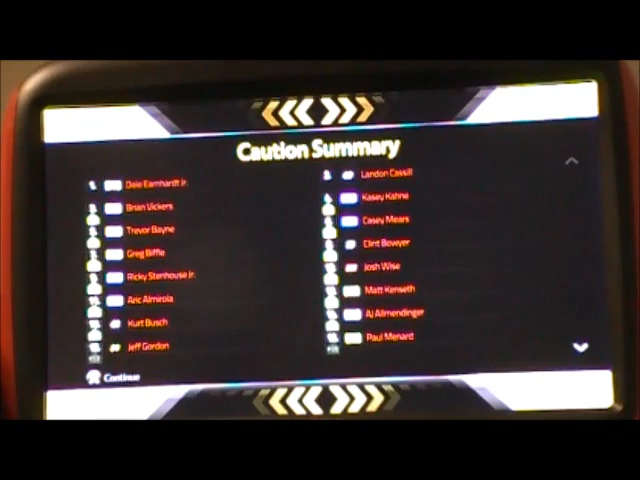 Caution Summary
Dale Earnhardt Jr.
Brian Vickers
Trevor Bayne
Greg Biffle
Ricky Stenhouse Jr.
Aric Almirola
Kurt Busch
Jeff Gordon
Landon Cassill
Kasey Kahne
Casey Mears
Clint Bowyer
Josh Wise
Matt Kenseth
AJ Allmendinger
Paul Menard
Continue